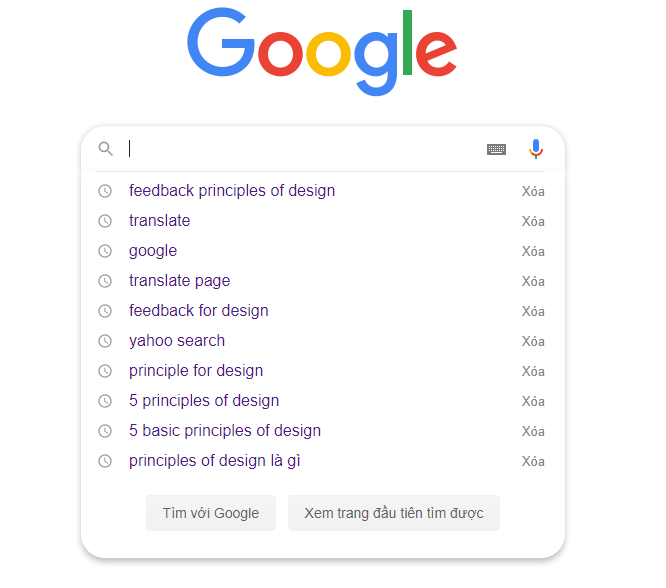 Google
feedback principles of design Xóa
translate Xóa
google Xóa
translate page Xóa
feedback for design Xóa
yahoo search Xóa
principle for design Xóa
5 principles of design Xóa
5 basic principles of design Xóa
principles of design là gì Xóa
Tìm với Google Xem trang đầu tiên tìm được